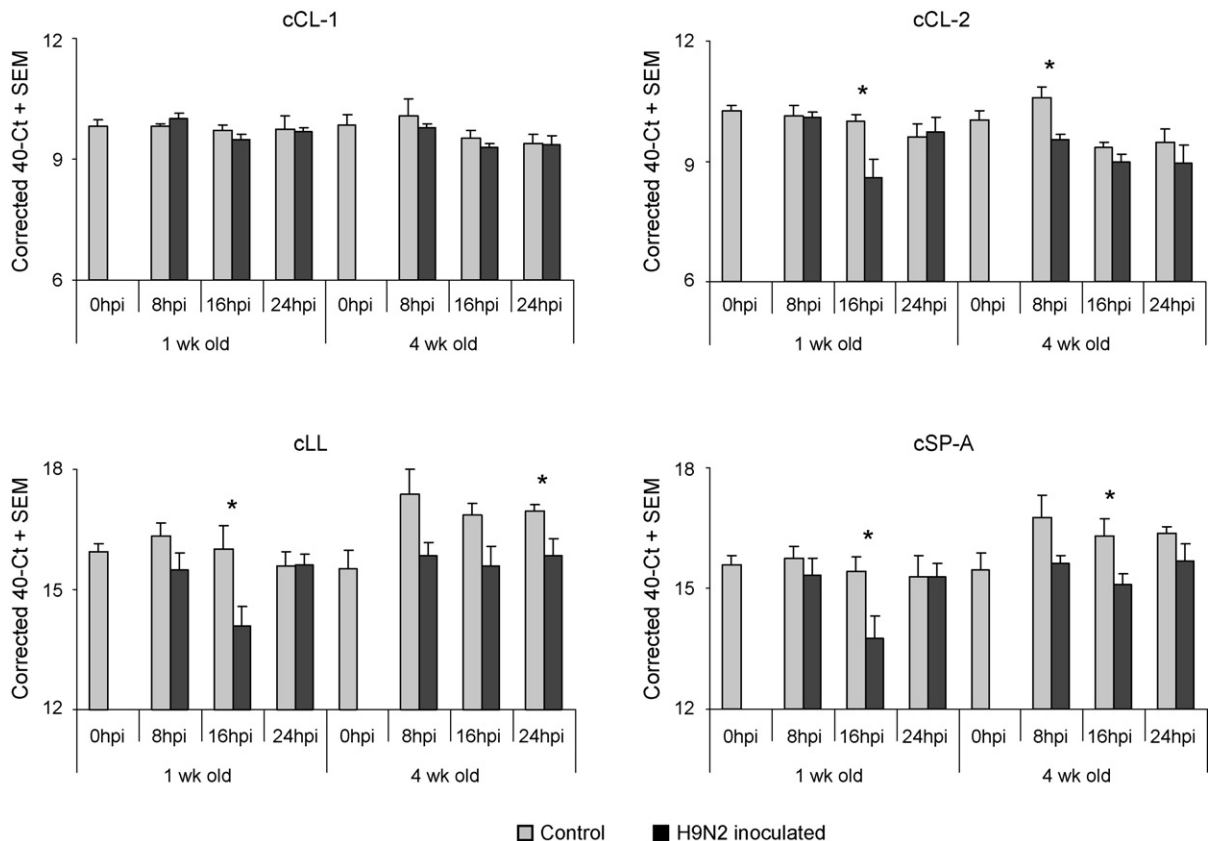 cCL-1
Corrected 40-Ct + SEM
12
9
6
0hpi 8hpi 16hpi 24hpi 0hpi 8hpi 16hpi 24hpi
1 wk old 4 wk old
cCL-2
Corrected 40-Ct + SEM
12
9
6
* *
0hpi 8hpi 16hpi 24hpi 0hpi 8hpi 16hpi 24hpi
1 wk old 4 wk old
cLL
Corrected 40-Ct + SEM
18
15
12
* *
0hpi 8hpi 16hpi 24hpi 0hpi 8hpi 16hpi 24hpi
1 wk old 4 wk old
cSP-A
Corrected 40-Ct + SEM
18
15
12
* *
0hpi 8hpi 16hpi 24hpi 0hpi 8hpi 16hpi 24hpi
1 wk old 4 wk old
Control H9N2 inoculated